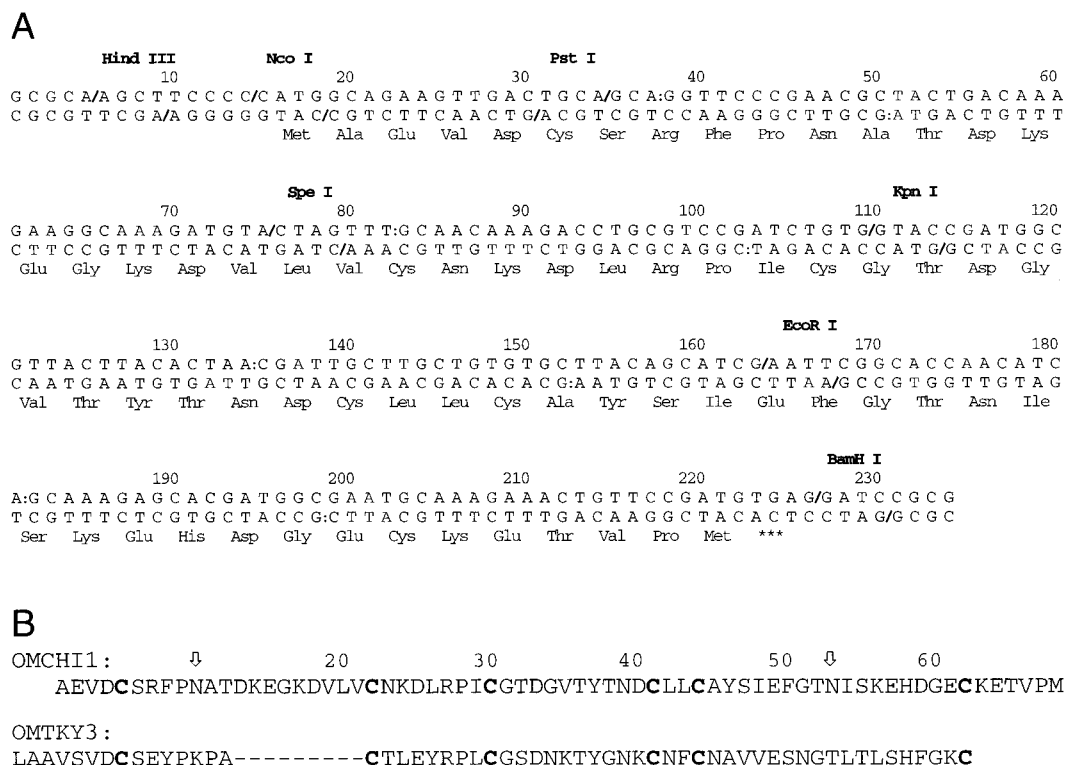 A
Hind III Nco I Pst I
10 20 30 40 50 60
GCGCA/AGCTTCCCC/CATGGCAGAAGTTGACTGCA/GCA:GGTTCCCGAACGCTACTGACAAA
CGCGTTCGA/AGGGGGTAC/CGTCTTCAACTG/ACGTCGTCCAAGGGCTTGCG:ATGACTGTTT
Met Ala Glu Val Asp Cys Ser Arg Phe Pro Asn Ala Thr Asp Lys
Spe I Kpn I
70 80 90 100 110 120
GAAGGCAAAGATGTA/CTAGTTT:GCAACAAAGACCTGCGTCCGATCTGTG/GTACCGATGGC
CTTCCGTTTCTACATGATC/AAACGTTGTTTCTGGACGCAGGC:TAGACACCATG/GCTACCG
Glu Gly Lys Asp Val Leu Val Cys Asn Lys Asp Leu Arg Pro Ile Cys Gly Thr Asp Gly
EcoR I
130 140 150 160 170 180
GTTACTTACACTAA:CGATTGCTTGCTGTGTGCTTACAGCATCG/AATTCGGCACCAACATC
CAATGAATGTGATTGCTAACGAACGACACACG:AATGTCGTAGCTTAA/GCCGTGGTTGTAG
Val Thr Tyr Thr Asn Asp Cys Leu Leu Cys Ala Tyr Ser Ile Glu Phe Gly Thr Asn Ile
BamH I
190 200 210 220 230
A:GCAAAGAGCACGATGGCGAATGCAAAGAAACTGTTCCGATGTGAG/GATCCGCG
TCGTTTCTCGTGCTACCG:CTTACGTTTCTTTGACAAGGCTACACTCCTAG/GCGC
Ser Lys Glu His Asp Gly Glu Cys Lys Glu Thr Val Pro Met ***
B
OMCHI1: ⇩ 20 30 40 50 ⇩ 60
AEVDCSRFPNATDKEGKDVLVCNKDLRPICGTDGVTYTNDCLLCAYSIEFGTNISKEHDGECKETVPM
OMTKY3:
LAAVSVDCSEYPKPA---------CTLEYRPLCGSDNKTYGNKCNFCNAVVESNGTLTLSHFGKC